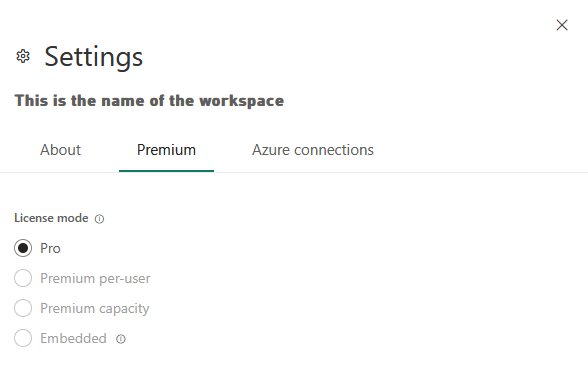 Settings
This is the name of the workspace
About Premium Azure connections
License mode
Pro
Premium per-user
Premium capacity
Embedded